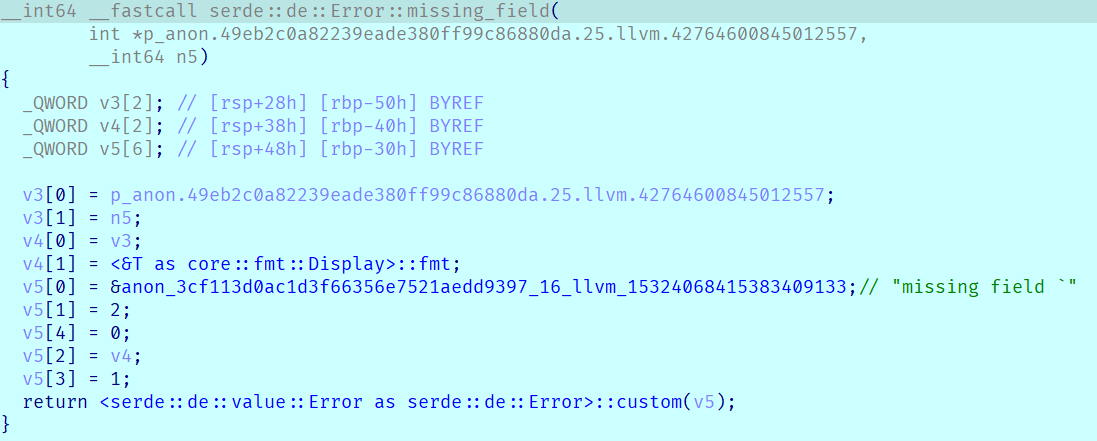 __int64 __fastcall serde::de::Error::missing_field(
        int *p_anon.49eb2c0a82239eade380ff99c86880da.25.llvm.42764600845012557,
        __int64 n5)
{
  _QWORD v3[2]; // [rsp+28h] [rbp-50h] BYREF
  _QWORD v4[2]; // [rsp+38h] [rbp-40h] BYREF
  _QWORD v5[6]; // [rsp+48h] [rbp-30h] BYREF

  v3[0] = p_anon.49eb2c0a82239eade380ff99c86880da.25.llvm.42764600845012557;
  v3[1] = n5;
  v4[0] = v3;
  v4[1] = <&T as core::fmt::Display>::fmt;
  v5[0] = &anon_3cf113d0ac1d3f66356e7521aedd9397_16_llvm_15324068415383409133;// "missing field `"
  v5[1] = 2;
  v5[4] = 0;
  v5[2] = v4;
  v5[3] = 1;
  return <serde::de::value::Error as serde::de::Error>::custom(v5);
}